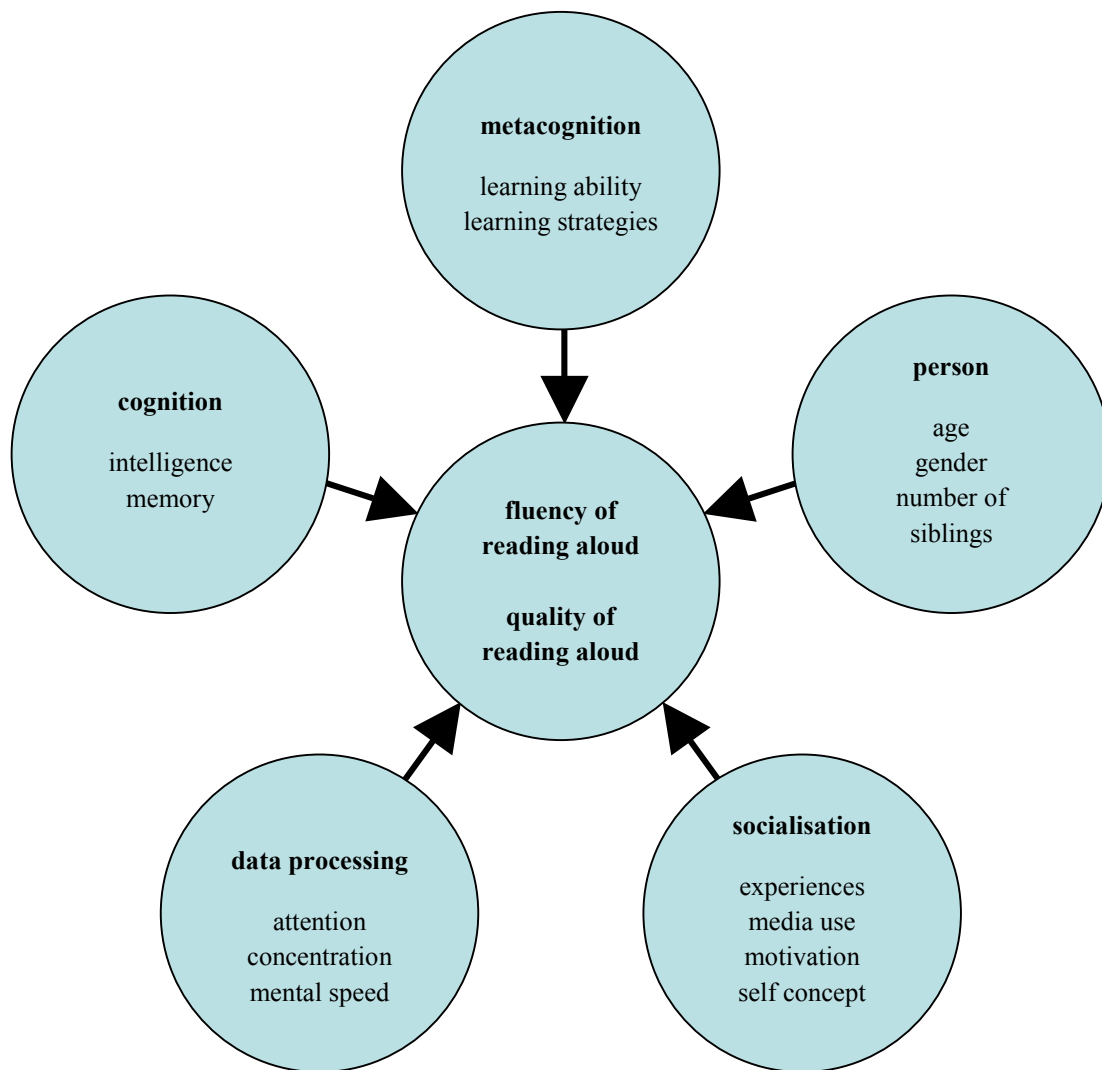 metacognition
learning ability
learning strategies
cognition
intelligence
memory
person
age
gender
number of
siblings
fluency of
reading aloud
quality of
reading aloud
data processing
attention
concentration
mental speed
socialisation
experiences
media use
motivation
self concept